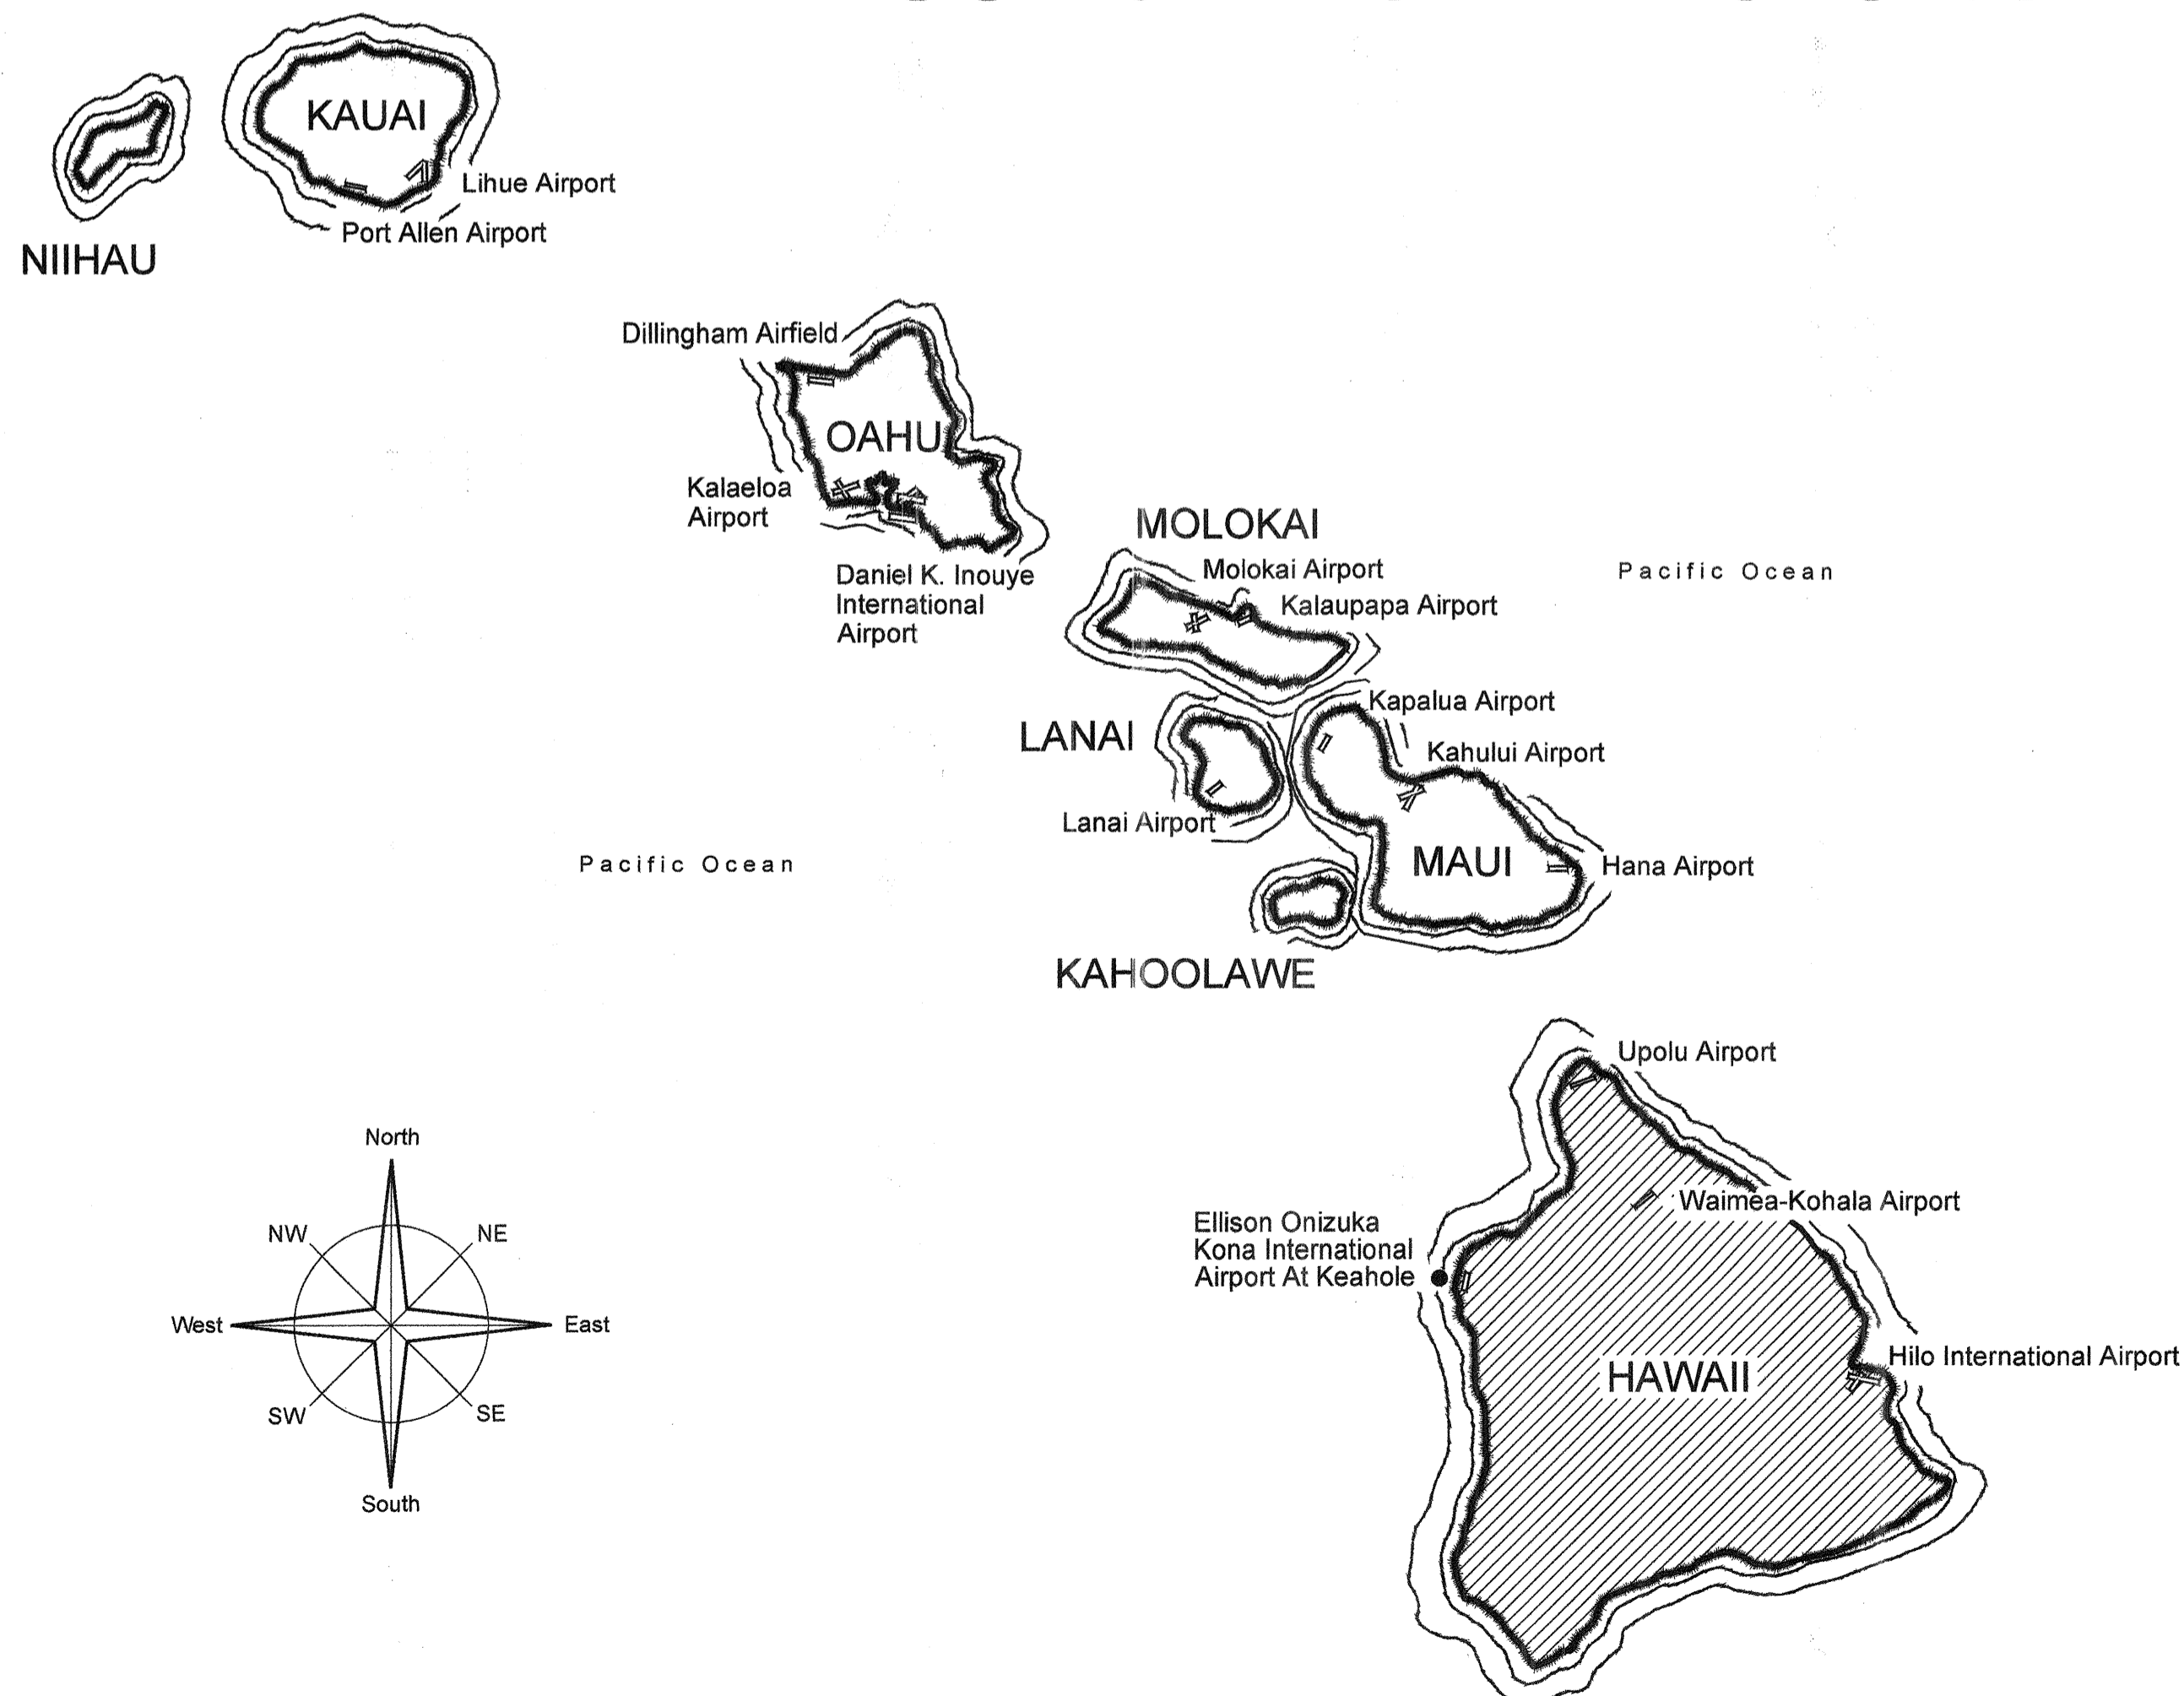 KAUAI
Lihue Airport
Port Allen Airport
NIIHAU
Dillingham Airfield
OAHU
Kalaeloa
Airport
Daniel K. Inouye
International
Airport
MOLOKAI
Molokai Airport
Kalaupapa Airport
Pacific Ocean
LANAI
Kapalua Airport
Kahului Airport
Lanai Airport
Pacific Ocean
MAUI
Hana Airport
KAHOOLAWE
Upolu Airport
Waimea-Kohala Airport
Ellison Onizuka
Kona International
Airport At Keahole
Hilo International Airport
HAWAII
North
NW
NE
West
East
SW
SE
South